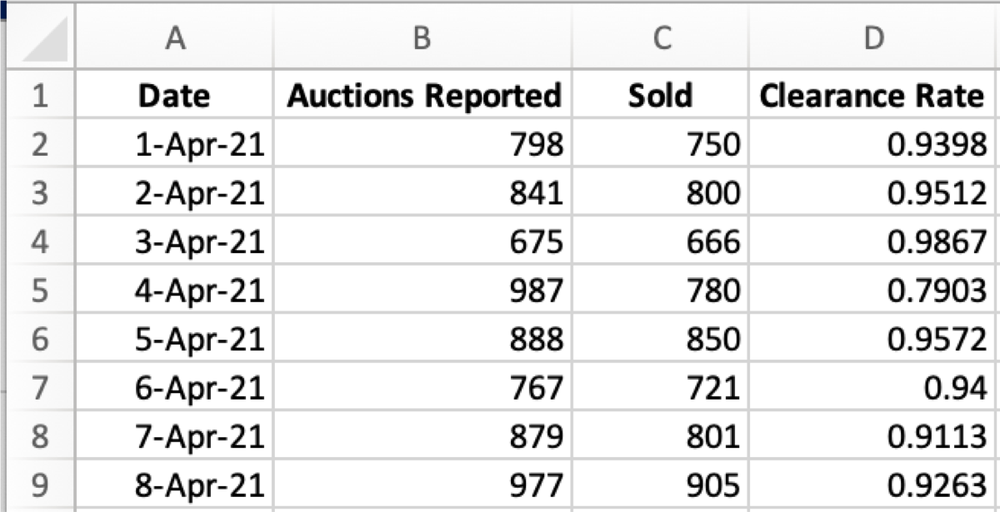 A B C D
1 Date Auctions Reported Sold Clearance Rate
2 1-Apr-21 798 750 0.9398
3 2-Apr-21 841 800 0.9512
4 3-Apr-21 675 666 0.9867
5 4-Apr-21 987 780 0.7903
6 5-Apr-21 888 850 0.9572
7 6-Apr-21 767 721 0.94
8 7-Apr-21 879 801 0.9113
9 8-Apr-21 977 905 0.9263